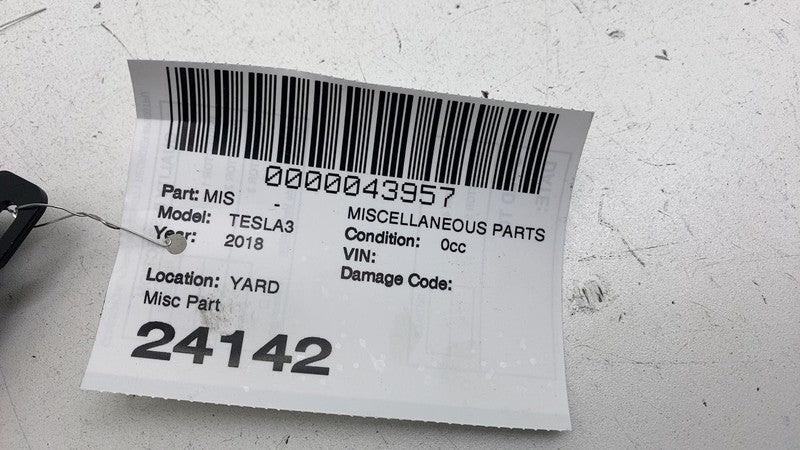 0000043957
Part: MIS - MISCELLANEOUS PARTS
Model: TESLA3 Condition: 0cc
Year: 2018 VIN:
Damage Code:
Location: YARD
Misc Part
24142